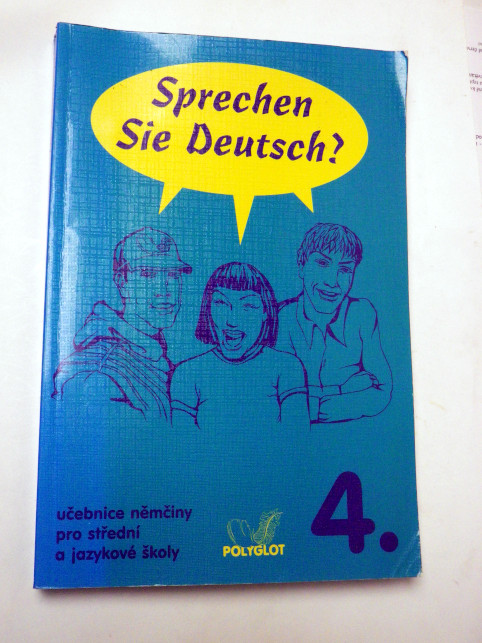 Sprechen
Sie Deutsch?
učebnice němčiny
pro střední
a jazykové školy
POLYGLOT
4.